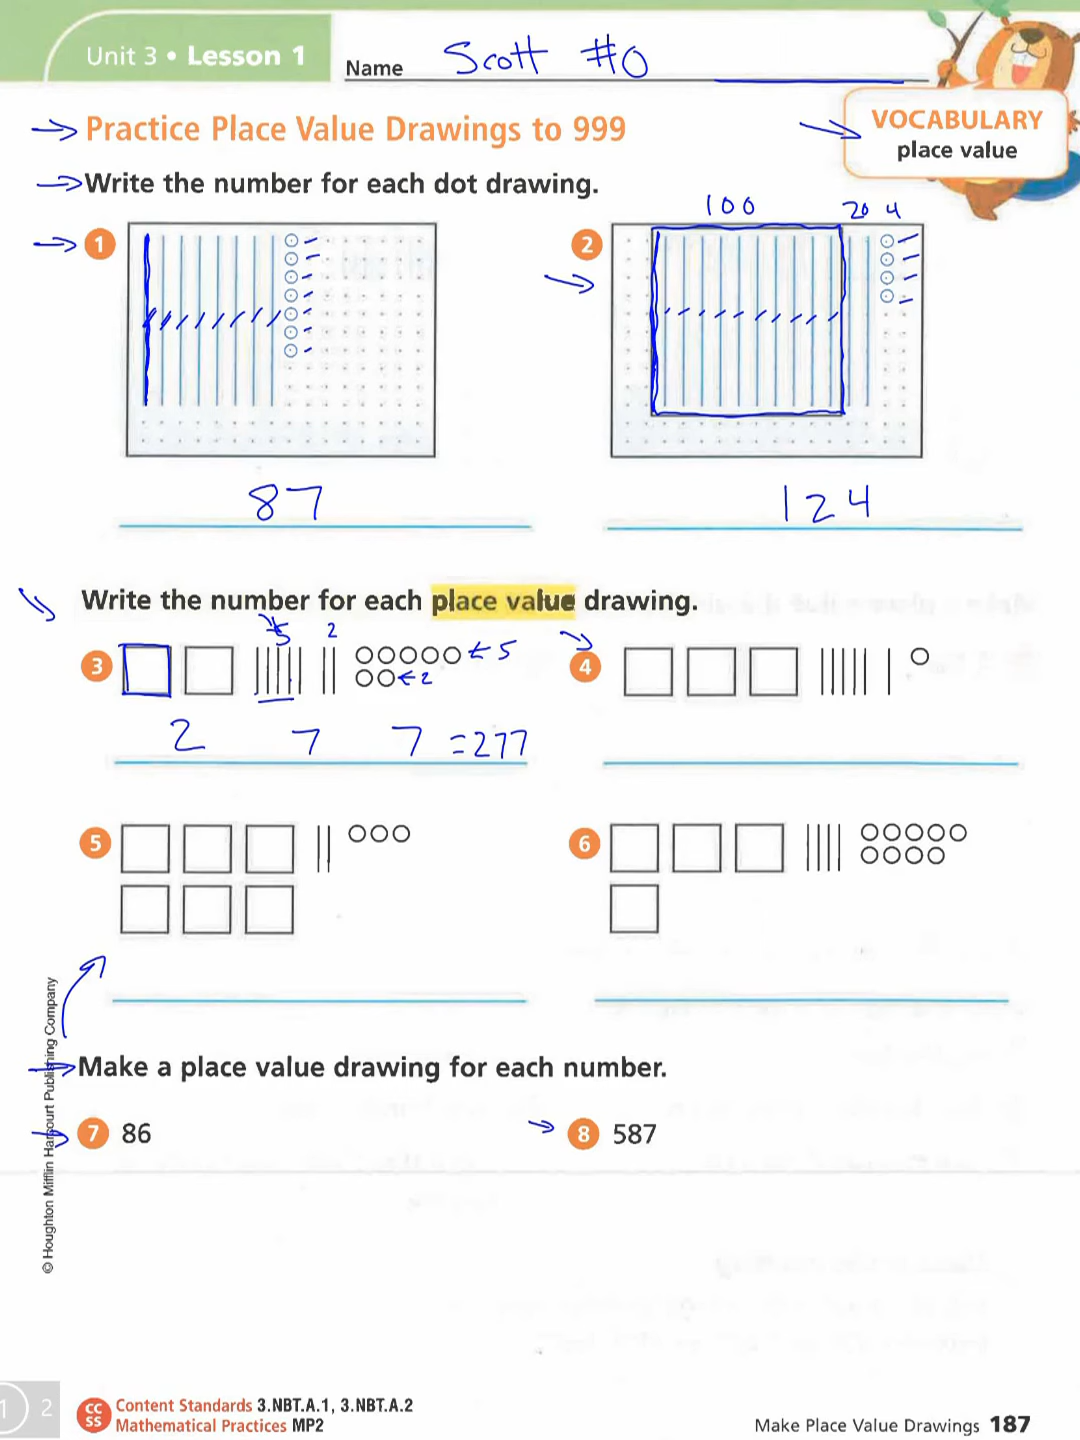 Unit 3 • Lesson 1
Name Scott #0
VOCABULARY
place value
Practice Place Value Drawings to 999
Write the number for each dot drawing.
1
2
100 20 4
87
124
Write the number for each place value drawing.
3
5 2
←5
←2
2 7 7 =277
4
5
6
Make a place value drawing for each number.
7 86
8 587
© Houghton Mifflin Harcourt Publishing Company
1 2
CC
SS
Content Standards 3.NBT.A.1, 3.NBT.A.2
Mathematical Practices MP2
Make Place Value Drawings 187